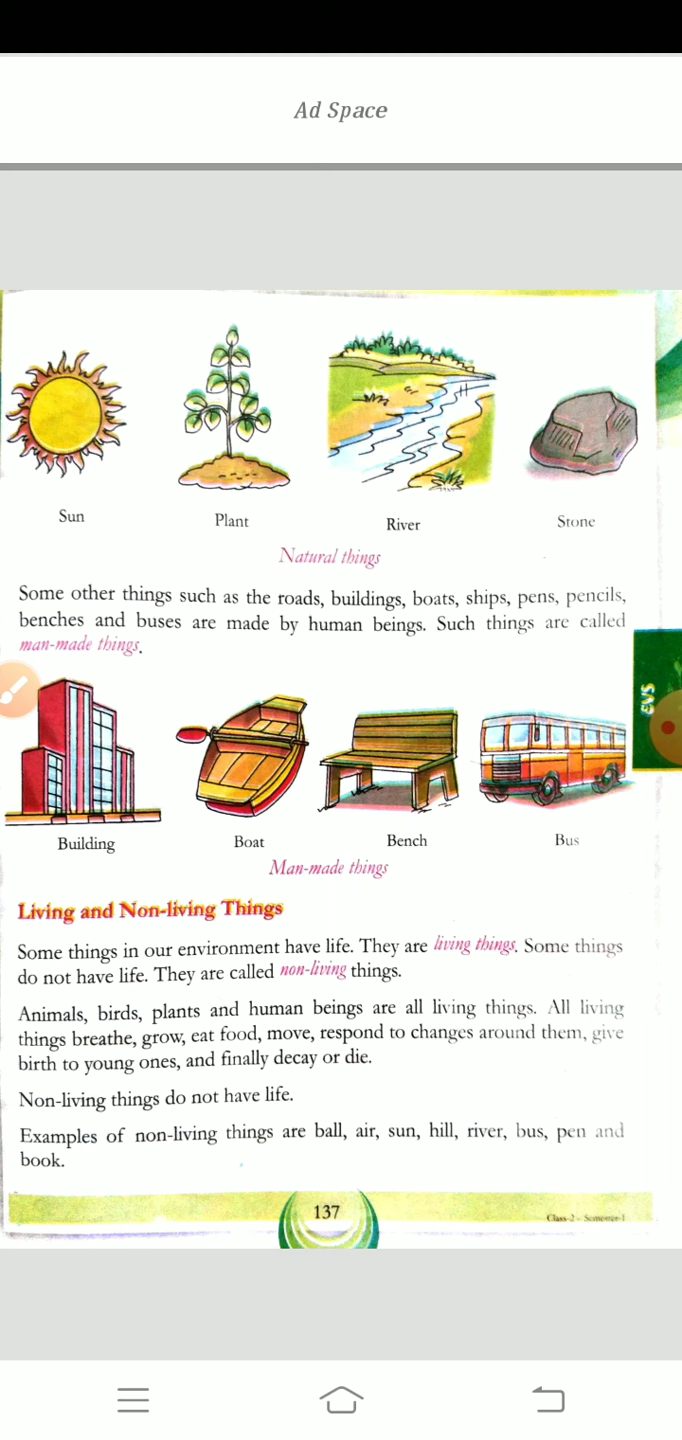 Ad Space
Sun
Plant
River
Stone
Natural things
Some other things such as the roads, buildings, boats, ships, pens, pencils,
benches and buses are made by human beings. Such things are called
man-made things.
EVS
Building
Boat
Bench
Bus
Man-made things
Living and Non-living Things
Some things in our environment have life. They are living things. Some things
do not have life. They are called non-living things.
Animals, birds, plants and human beings are all living things. All living
things breathe, grow, eat food, move, respond to changes around them, give
birth to young ones, and finally decay or die.
Non-living things do not have life.
Examples of non-living things are ball, air, sun, hill, river, bus, pen and
book.
137
Class-2 - Semester-1